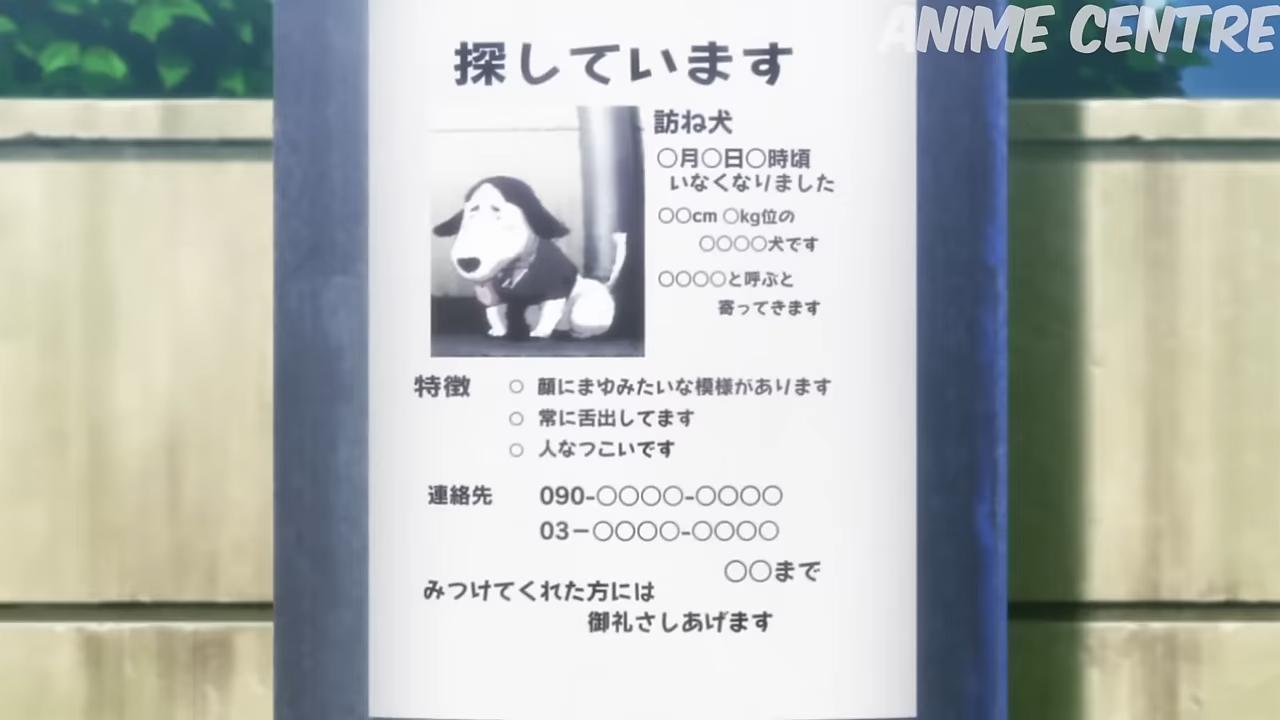 ANIME CENTRE
探しています
訪ね犬
○月○日○時頃
いなくなりました
○○cm ○kg位の
○○○○犬です
○○○○と呼ぶと
寄ってきます
特徴 ○ 顔にまゆみたいな模様があります
○ 常に舌出してます
○ 人なつこいです
連絡先 090-○○○○-○○○○
03－○○○○-○○○○
○○まで
みつけてくれた方には
御礼さしあげます